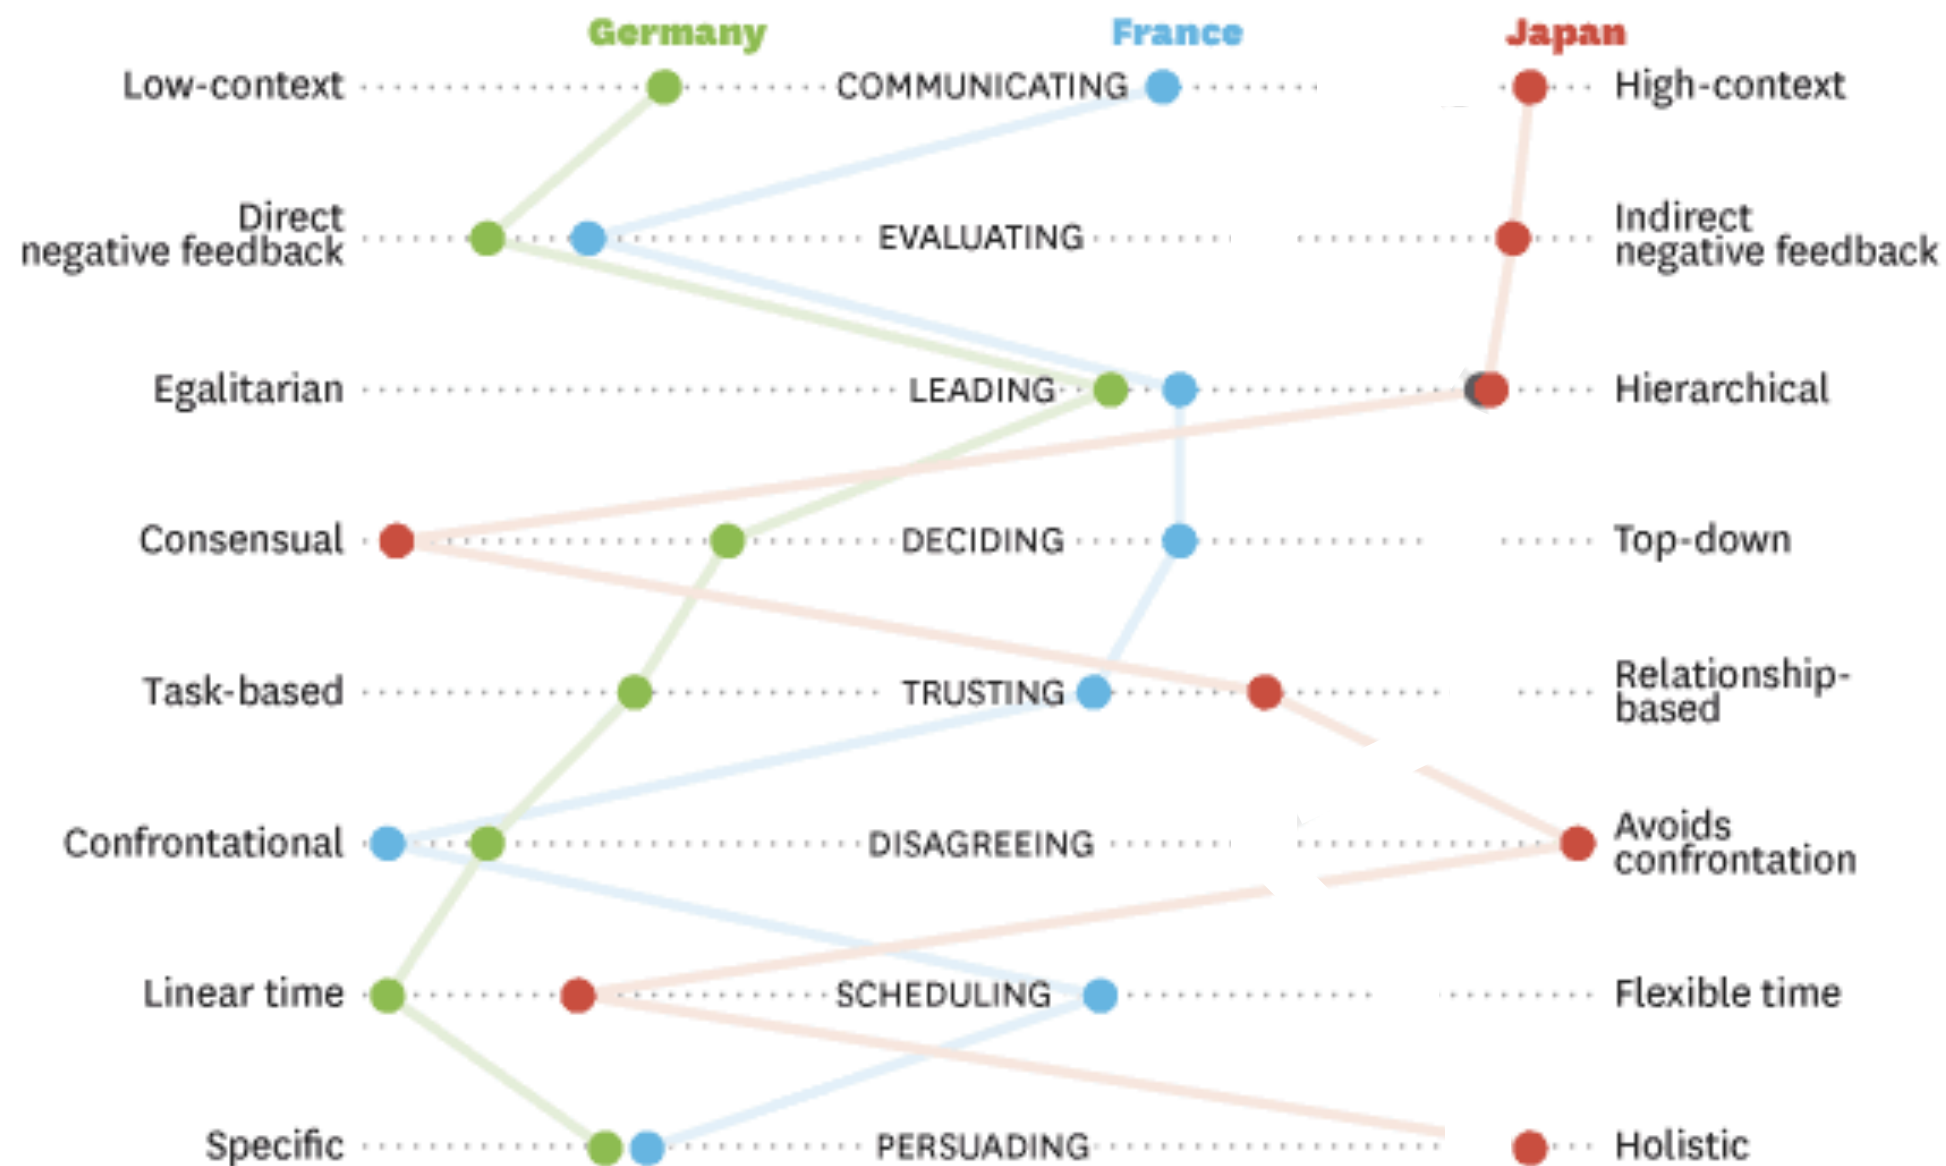 Germany France Japan
Low-context COMMUNICATING High-context
Direct
negative feedback EVALUATING Indirect
negative feedback
Egalitarian LEADING Hierarchical
Consensual DECIDING Top-down
Task-based TRUSTING Relationship-
based
Confrontational DISAGREEING Avoids
confrontation
Linear time SCHEDULING Flexible time
Specific PERSUADING Holistic